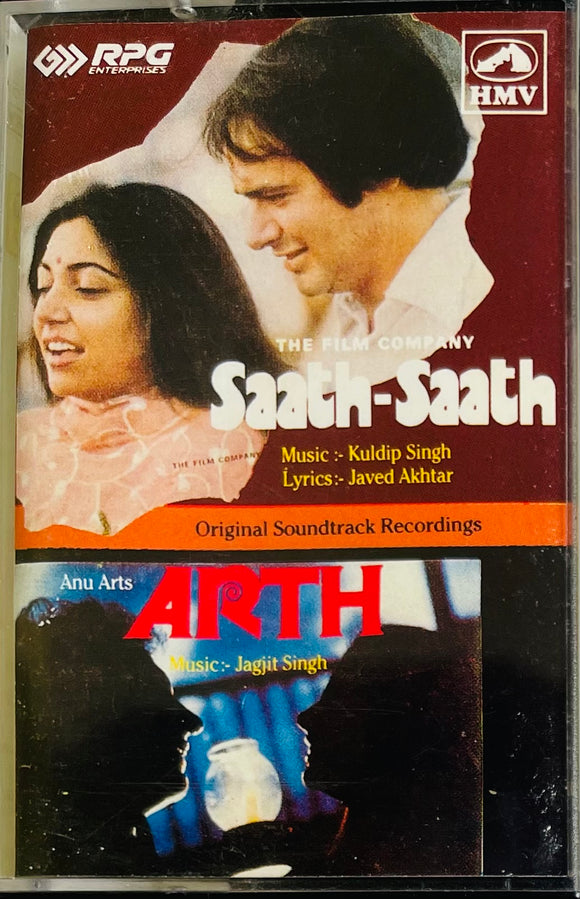 RPG
ENTERPRISES
HMV
THE FILM COMPANY
Saath-Saath
THE FILM COMPANY
Music :- Kuldip Singh
Lyrics:- Javed Akhtar
Original Soundtrack Recordings
Anu Arts
ARTH
Music:- Jagjit Singh